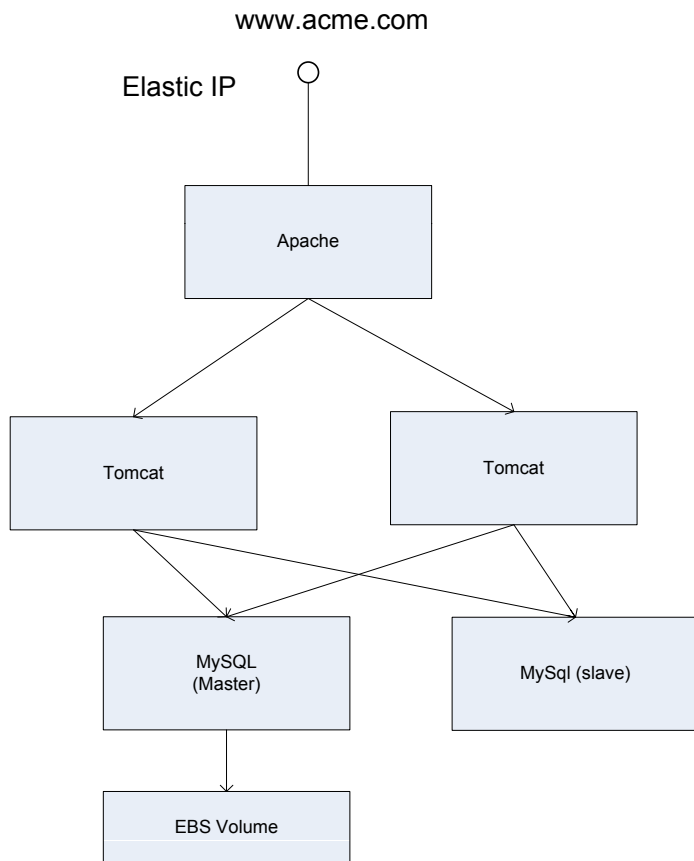 www.acme.com
Elastic IP
Apache
Tomcat
Tomcat
MySQL
(Master)
MySql (slave)
EBS Volume